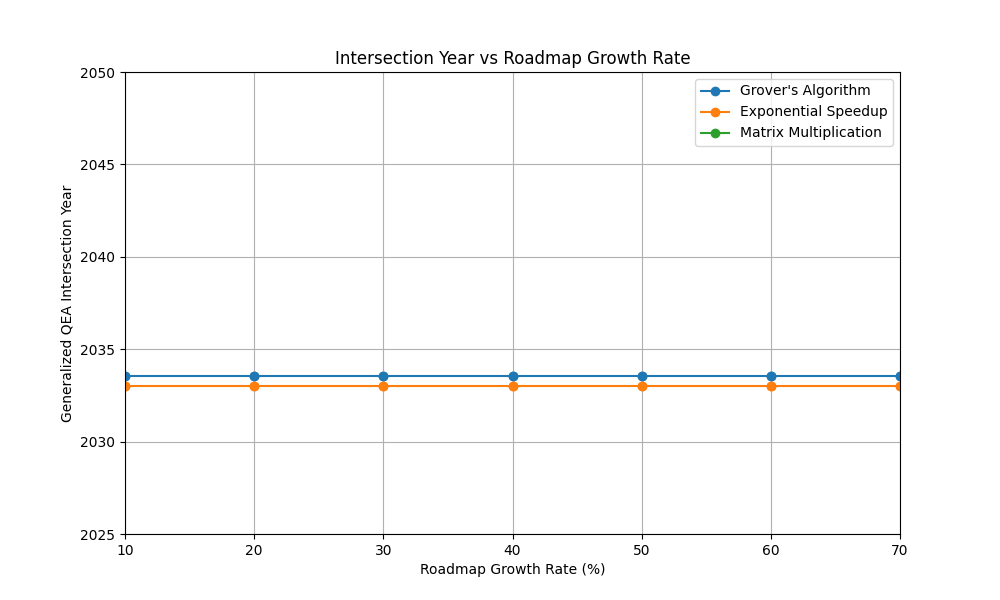 Intersection Year vs Roadmap Growth Rate
Grover's Algorithm
Exponential Speedup
Matrix Multiplication
Generalized QEA Intersection Year
2050
2045
2040
2035
2030
2025
10 20 30 40 50 60 70
Roadmap Growth Rate (%)